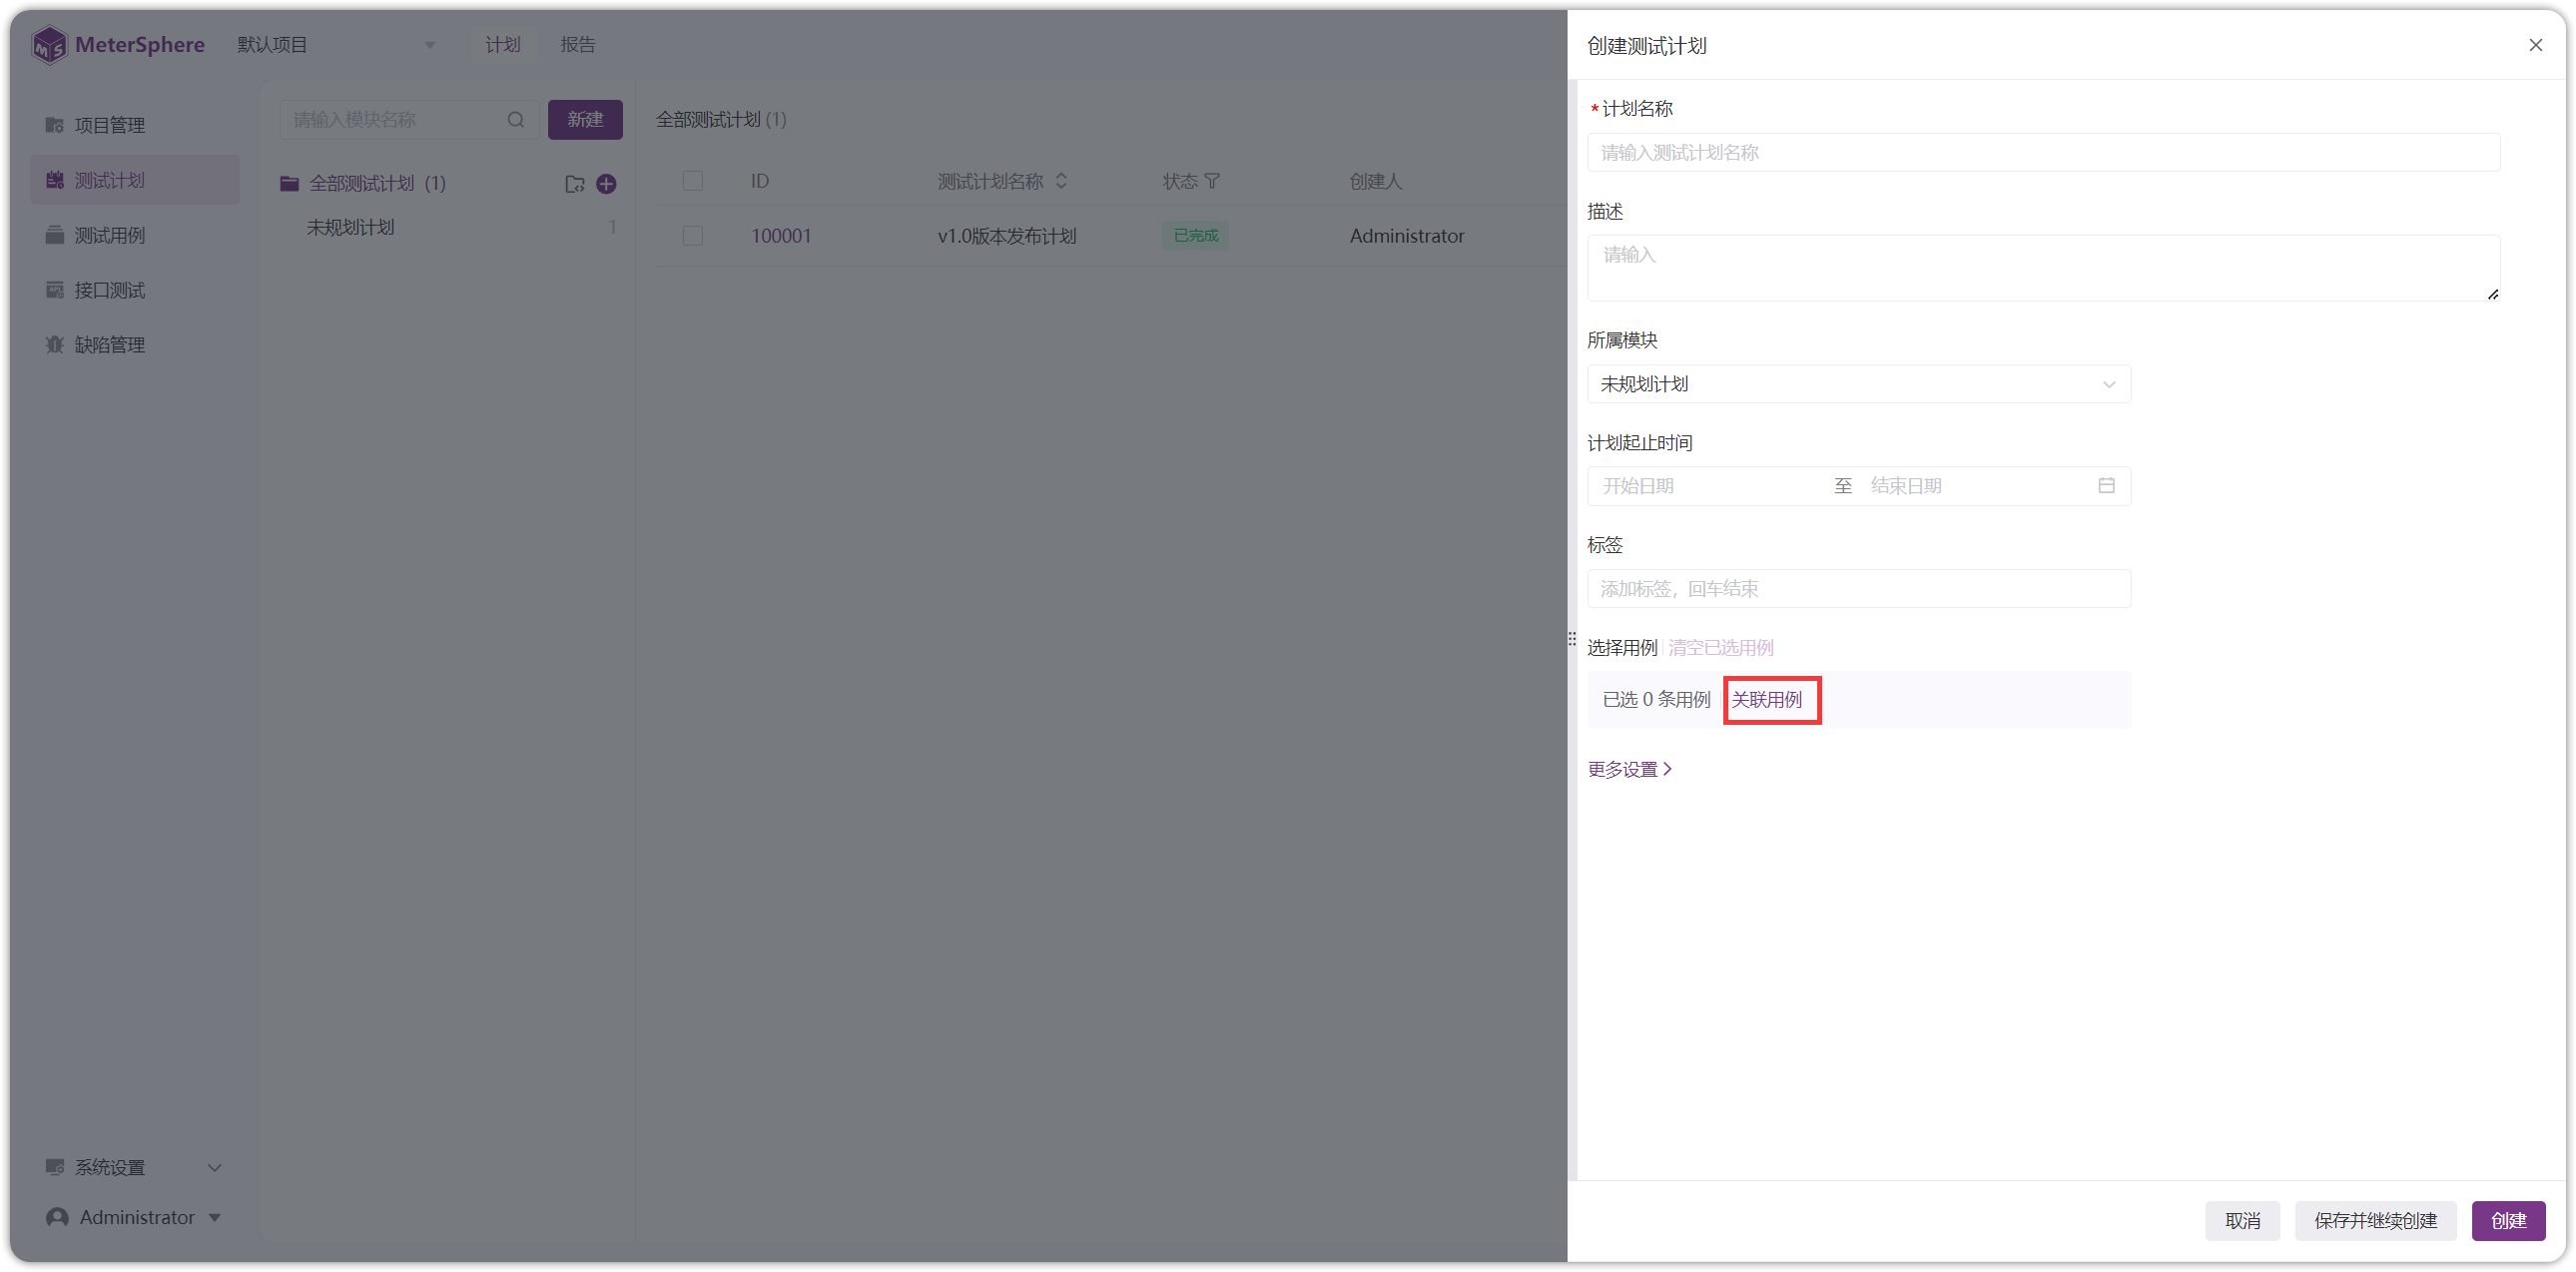 MeterSphere
默认项目
计划
报告
项目管理
测试计划
测试用例
接口测试
缺陷管理
系统设置
Administrator
请输入模块名称
新建
全部测试计划 (1)
未规划计划 1
全部测试计划 (1)
ID 测试计划名称 状态 创建人
100001 v1.0版本发布计划 已完成 Administrator
创建测试计划
* 计划名称
请输入测试计划名称
描述
请输入
所属模块
未规划计划
计划起止时间
开始日期 至 结束日期
标签
添加标签，回车结束
选择用例 清空已选用例
已选 0 条用例 关联用例
更多设置
取消 保存并继续创建 创建